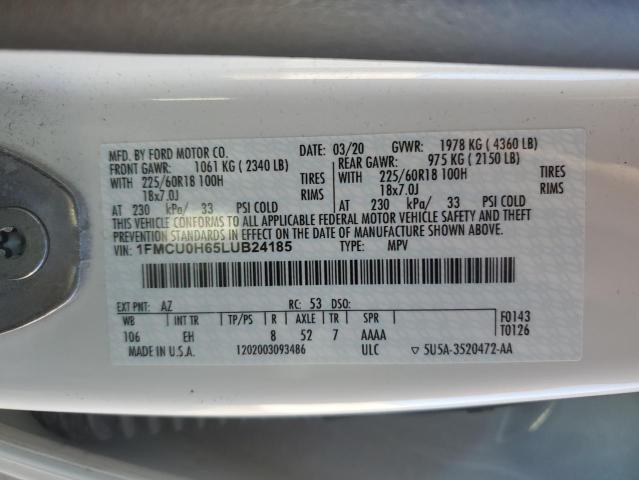 MFD. BY FORD MOTOR CO. DATE: 03/20 GVWR: 1978 KG ( 4360 LB)
FRONT GAWR: 1061 KG ( 2340 LB) REAR GAWR: 975 KG ( 2150 LB)
WITH 225/60R18 100H TIRES WITH 225/60R18 100H TIRES
18x7.0J RIMS 18x7.0J RIMS
AT 230 kPa/ 33 PSI COLD AT 230 kPa/ 33 PSI COLD
THIS VEHICLE CONFORMS TO ALL APPLICABLE FEDERAL MOTOR VEHICLE SAFETY AND THEFT
PREVENTION STANDARDS IN EFFECT ON THE DATE OF MANUFACTURE SHOWN ABOVE.
VIN: 1FMCU0H65LUB24185 TYPE: MPV
EXT PNT: AZ RC: 53 DSO:
WB INT TR TP/PS R AXLE TR SPR F0143
T0126
106 EH 8 52 7 AAAA
MADE IN U.S.A. 1202003093486 ULC ▽ 5U5A-3520472-AA